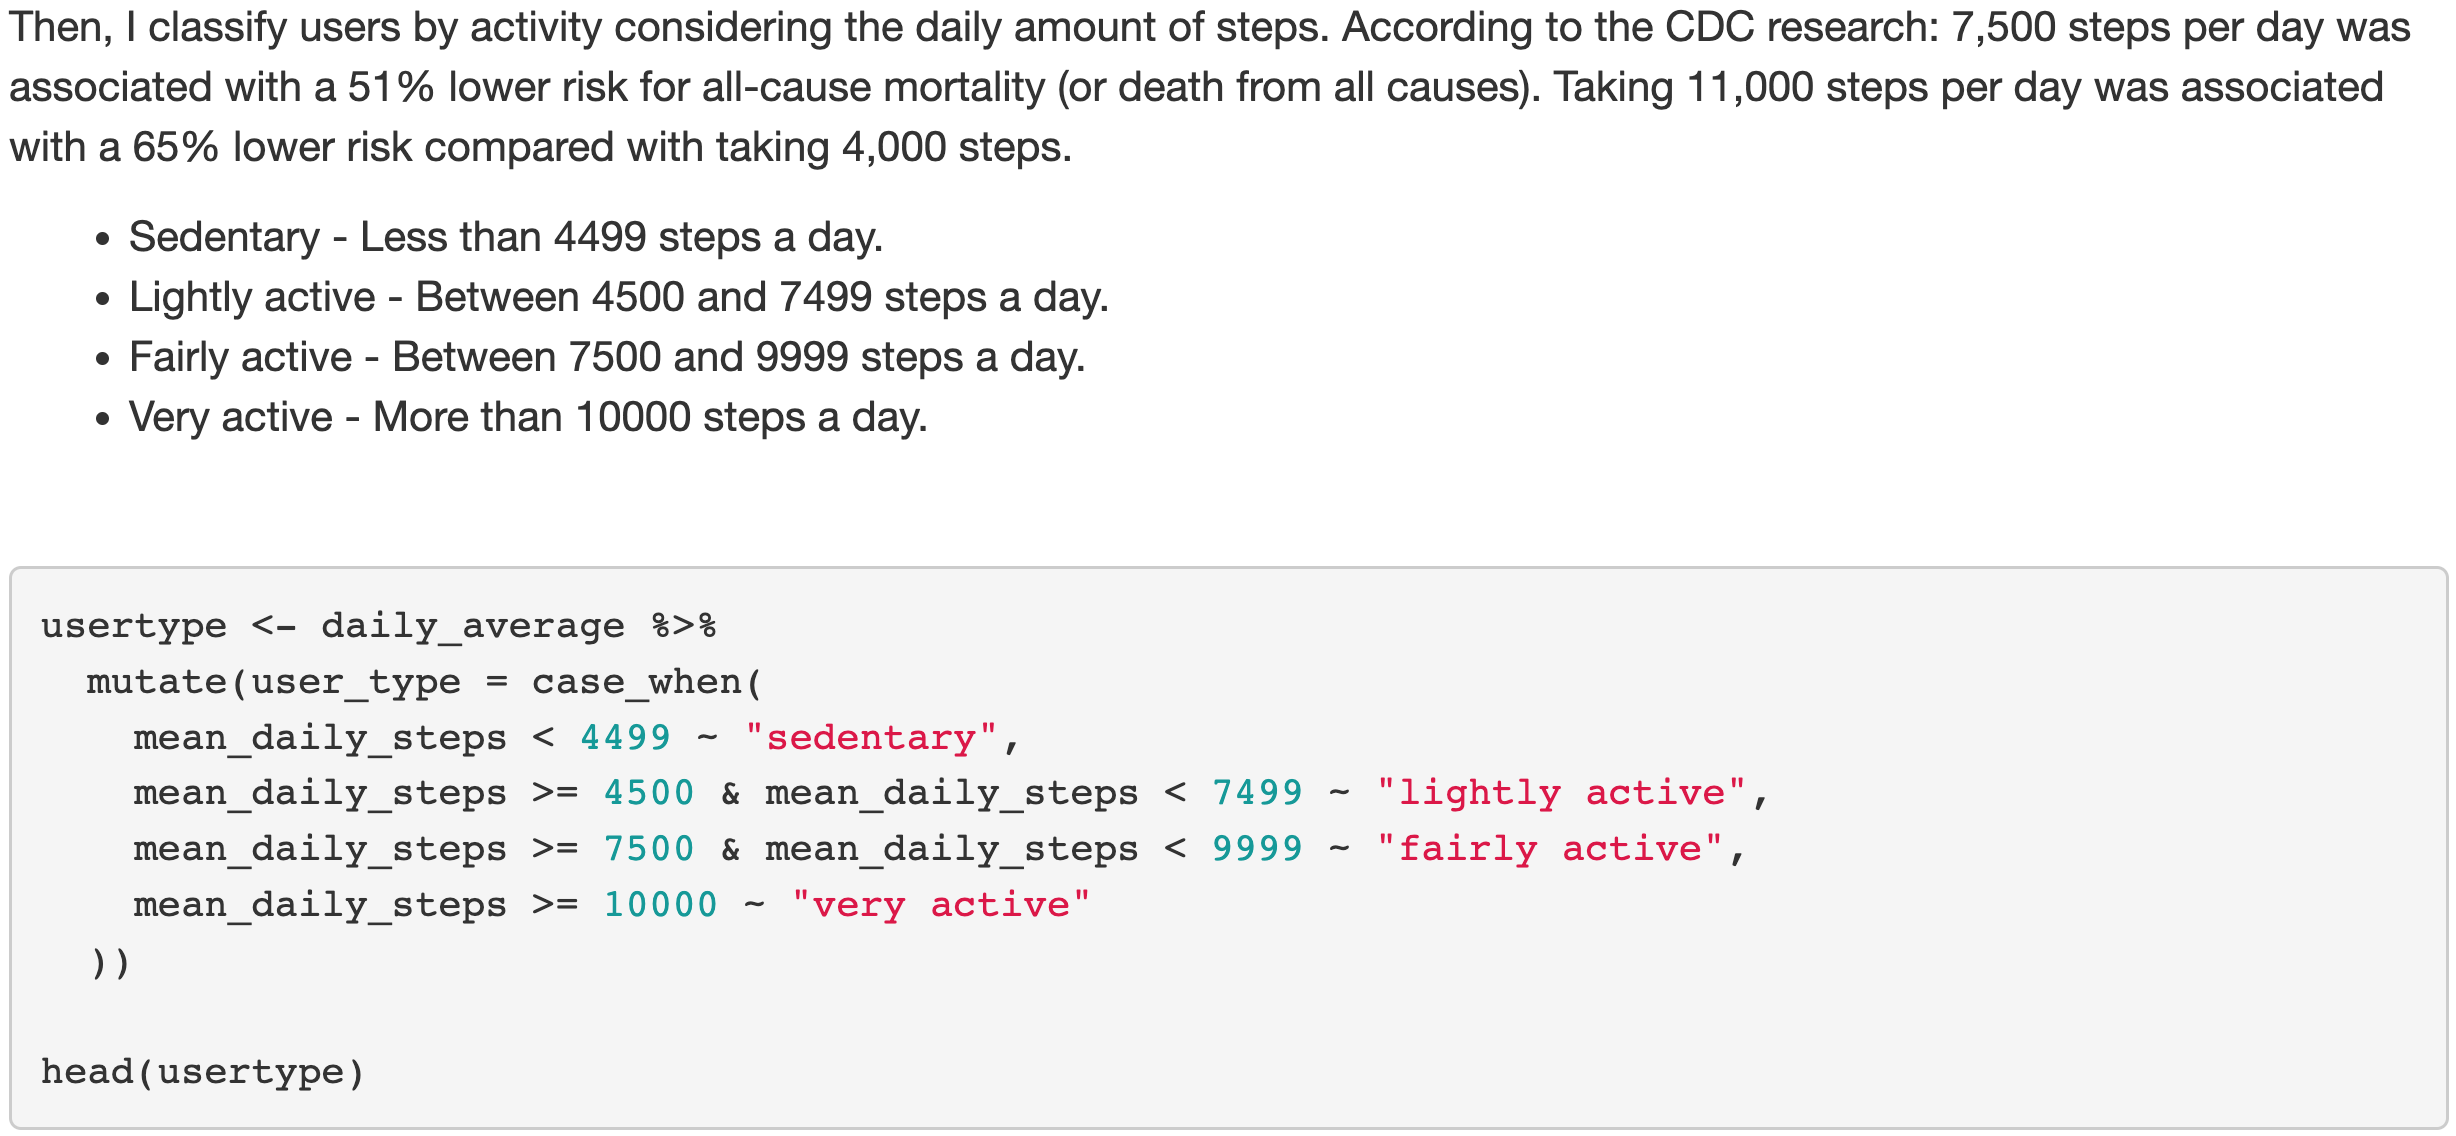 Then, I classify users by activity considering the daily amount of steps. According to the CDC research: 7,500 steps per day was
associated with a 51% lower risk for all-cause mortality (or death from all causes). Taking 11,000 steps per day was associated
with a 65% lower risk compared with taking 4,000 steps.
• Sedentary - Less than 4499 steps a day.
• Lightly active - Between 4500 and 7499 steps a day.
• Fairly active - Between 7500 and 9999 steps a day.
• Very active - More than 10000 steps a day.
usertype <- daily_average %>%
  mutate(user_type = case_when(
    mean_daily_steps < 4499 ~ "sedentary",
    mean_daily_steps >= 4500 & mean_daily_steps < 7499 ~ "lightly active",
    mean_daily_steps >= 7500 & mean_daily_steps < 9999 ~ "fairly active",
    mean_daily_steps >= 10000 ~ "very active"
  ))
head(usertype)